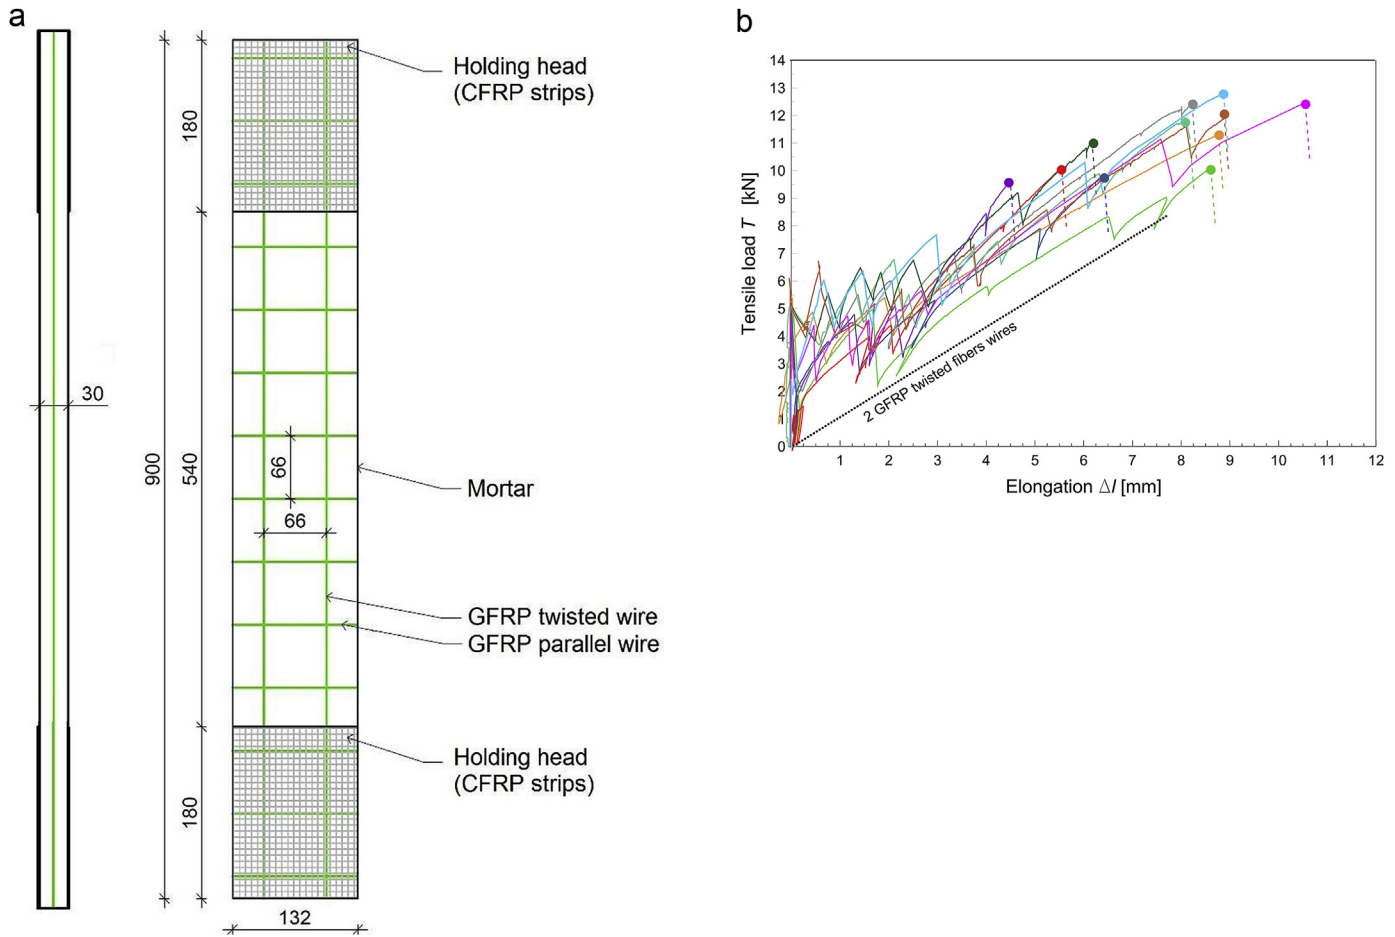 a
Holding head
(CFRP strips)
180
30
900
540
66
66
Mortar
GFRP twisted wire
GFRP parallel wire
Holding head
(CFRP strips)
180
132
b
14
13
12
11
10
9
8
7
6
5
4
3
2
1
0
Tensile load T [kN]
2 GFRP twisted fibers wires
1 2 3 4 5 6 7 8 9 10 11 12
Elongation Δl [mm]